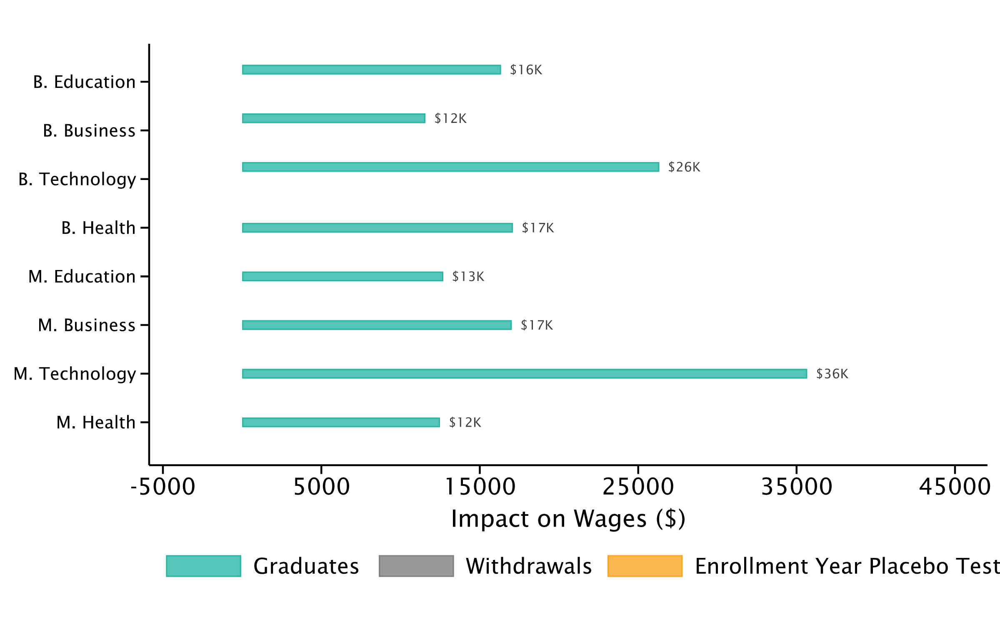 B. Education
$16K
B. Business
$12K
B. Technology
$26K
B. Health
$17K
M. Education
$13K
M. Business
$17K
M. Technology
$36K
M. Health
$12K
-5000 5000 15000 25000 35000 45000
Impact on Wages ($)
Graduates Withdrawals Enrollment Year Placebo Test